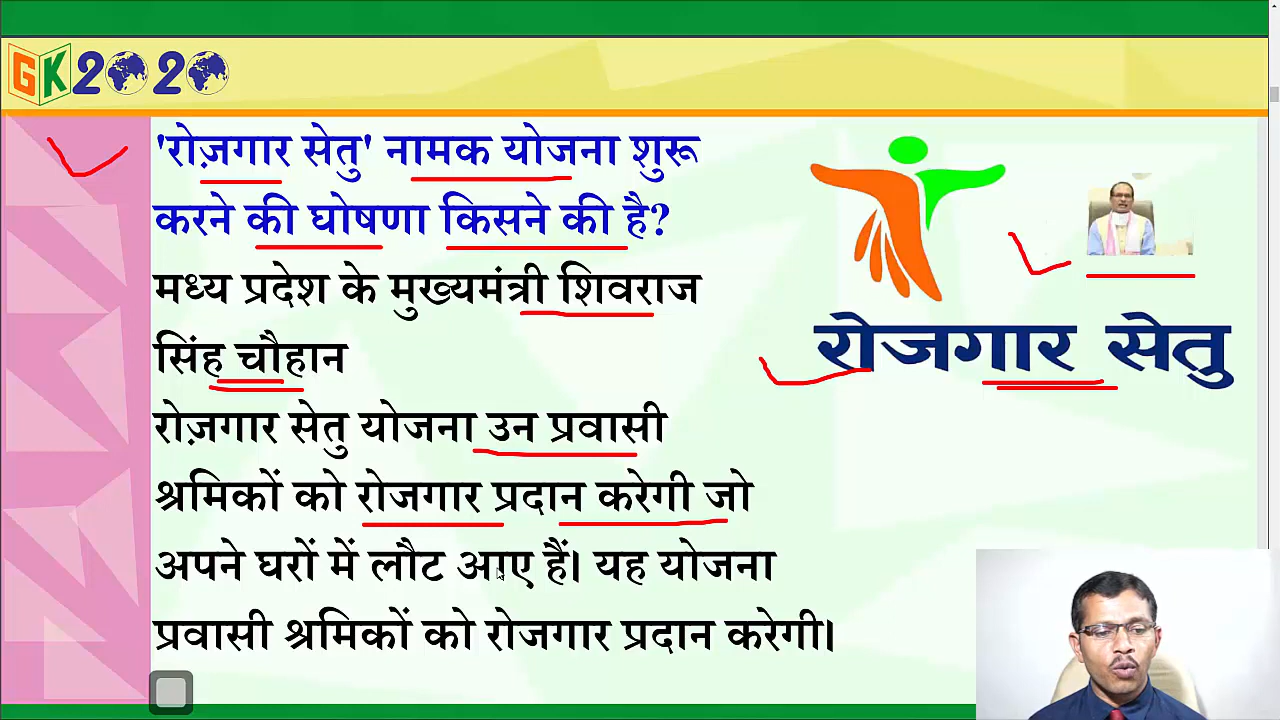 GK2020
'रोज़गार सेतु' नामक योजना शुरू
करने की घोषणा किसने की है?
मध्य प्रदेश के मुख्यमंत्री शिवराज
सिंह चौहान
रोज़गार सेतु योजना उन प्रवासी
श्रमिकों को रोजगार प्रदान करेगी जो
अपने घरों में लौट आए हैं। यह योजना
प्रवासी श्रमिकों को रोजगार प्रदान करेगी।
रोजगार सेतु